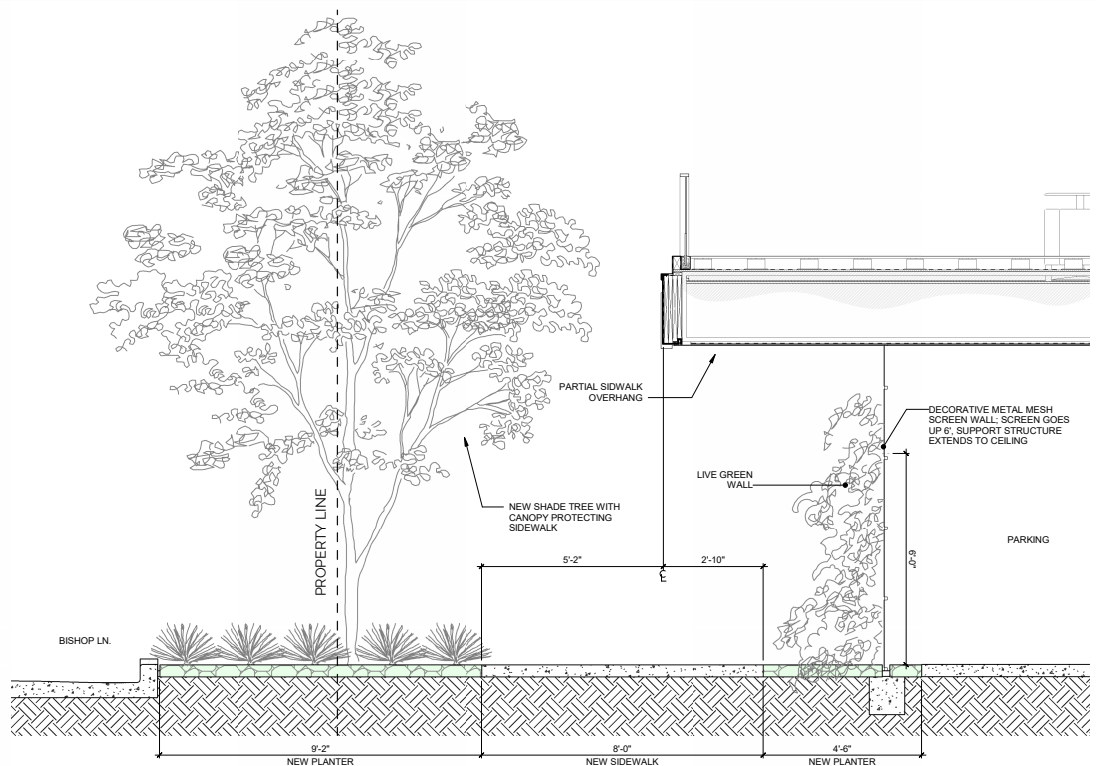 PARTIAL SIDWALK
OVERHANG
DECORATIVE METAL MESH
SCREEN WALL; SCREEN GOES
UP 6', SUPPORT STRUCTURE
EXTENDS TO CEILING
LIVE GREEN
WALL
NEW SHADE TREE WITH
CANOPY PROTECTING
SIDEWALK
PROPERTY LINE
PARKING
5'-2"
2'-10"
6'-0"
BISHOP LN.
9'-2"
NEW PLANTER
8'-0"
NEW SIDEWALK
4'-6"
NEW PLANTER